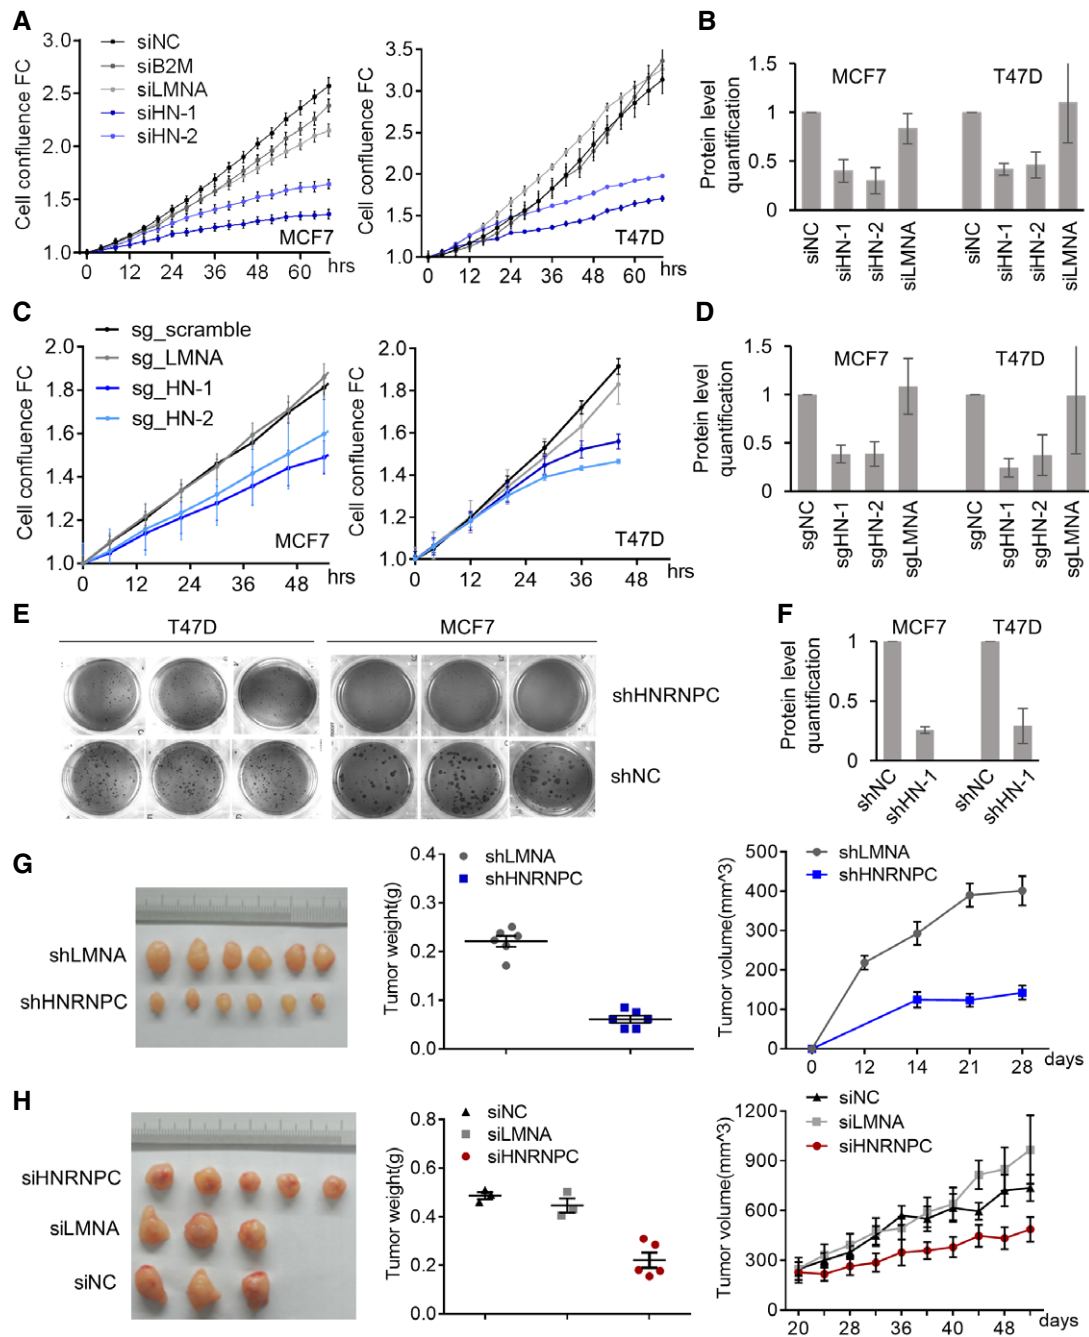 A
3.0
2.5
2.0
1.5
1.0
Cell confluence FC
siNC
siB2M
siLMNA
siHN-1
siHN-2
MCF7
0 12 24 36 48 60 hrs
3.5
3.0
2.5
2.0
1.5
1.0
Cell confluence FC
T47D
0 12 24 36 48 60 hrs
B
1.5
1
0.5
0
Protein level
quantification
MCF7 T47D
siNC siHN-1 siHN-2 siLMNA siNC siHN-1 siHN-2 siLMNA
C
2.0
1.8
1.6
1.4
1.2
1.0
Cell confluence FC
sg_scramble
sg_LMNA
sg_HN-1
sg_HN-2
MCF7
0 12 24 36 48 hrs
2.0
1.8
1.6
1.4
1.2
1.0
Cell confluence FC
T47D
0 12 24 36 48 hrs
D
1.5
1
0.5
0
Protein level
quantification
MCF7 T47D
sgNC sgHN-1 sgHN-2 sgLMNA sgNC sgHN-1 sgHN-2 sgLMNA
E
T47D MCF7
shHNRNPC
shNC
F
1
0.5
0
Protein level
quantification
MCF7 T47D
shNC shHN-1 shNC shHN-1
G
shLMNA
shHNRNPC
0.4
0.3
0.2
0.1
0.0
Tumor weight(g)
shLMNA
shHNRNPC
500
400
300
200
100
0
Tumor volume(mm^3)
shLMNA
shHNRNPC
0 12 14 21 28 days
H
siHNRNPC
siLMNA
siNC
0.8
0.6
0.4
0.2
0.0
Tumor weight(g)
siNC
siLMNA
siHNRNPC
1200
900
600
300
0
Tumor volume(mm^3)
siNC
siLMNA
siHNRNPC
20 28 36 40 48 days